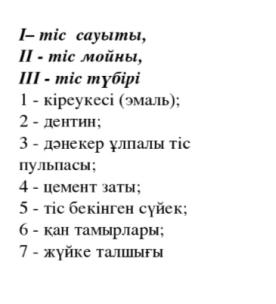 I– тіс сауыты,
II - тіс мойны,
III - тіс түбірі
1 - кіреукесі (эмаль);
2 - дентин;
3 - дәнекер ұлпалы тіс
пульпасы;
4 - цемент заты;
5 - тіс бекінген сүйек;
6 - қан тамырлары;
7 - жүйке талшығы